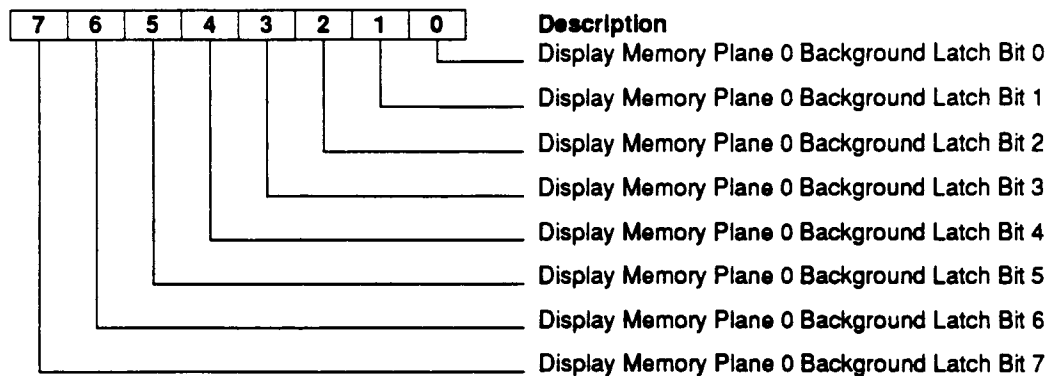 7 6 5 4 3 2 1 0 Description
Display Memory Plane 0 Background Latch Bit 0
Display Memory Plane 0 Background Latch Bit 1
Display Memory Plane 0 Background Latch Bit 2
Display Memory Plane 0 Background Latch Bit 3
Display Memory Plane 0 Background Latch Bit 4
Display Memory Plane 0 Background Latch Bit 5
Display Memory Plane 0 Background Latch Bit 6
Display Memory Plane 0 Background Latch Bit 7